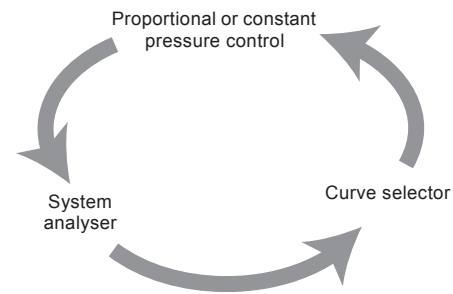 Proportional or constant
pressure control
System
analyser
Curve selector